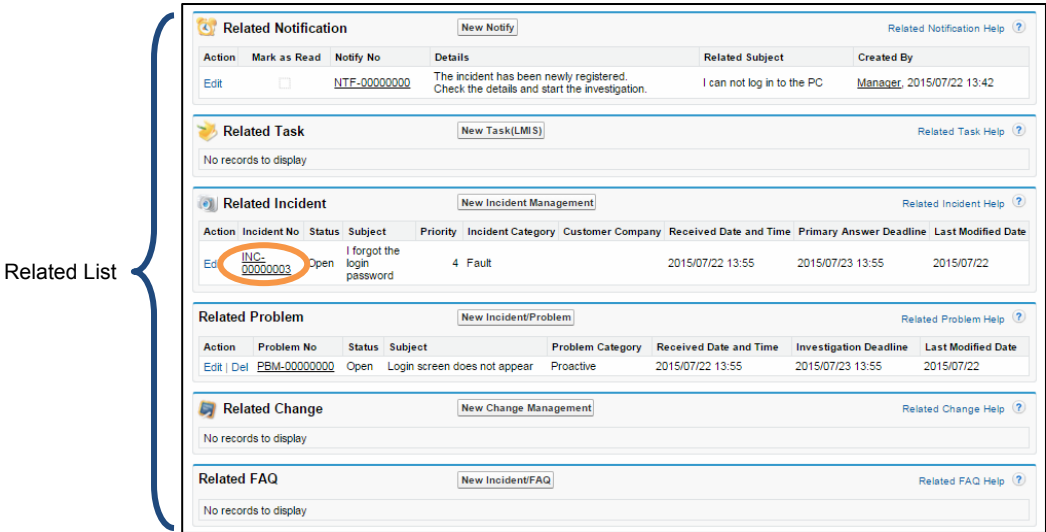 Related List
Related Notification New Notify Related Notification Help ?
Action Mark as Read Notify No Details Related Subject Created By
Edit NTF-00000000 The incident has been newly registered. I can not log in to the PC Manager, 2015/07/22 13:42
Check the details and start the investigation.
Related Task New Task(LMIS) Related Task Help ?
No records to display
Related Incident New Incident Management Related Incident Help ?
Action Incident No Status Subject Priority Incident Category Customer Company Received Date and Time Primary Answer Deadline Last Modified Date
Ed INC-00000003 Open I forgot the login password 4 Fault 2015/07/22 13:55 2015/07/23 13:55 2015/07/22
Related Problem New Incident/Problem Related Problem Help ?
Action Problem No Status Subject Problem Category Received Date and Time Investigation Deadline Last Modified Date
Edit | Del PBM-00000000 Open Login screen does not appear Proactive 2015/07/22 13:55 2015/07/23 13:55 2015/07/22
Related Change New Change Management Related Change Help ?
No records to display
Related FAQ New Incident/FAQ Related FAQ Help ?
No records to display